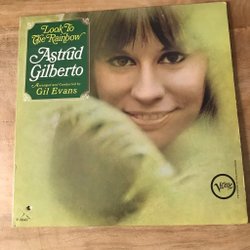 Look To
The Rainbow
Astrud
Gilberto
Arranged and Conducted by
Gil Evans
Verve